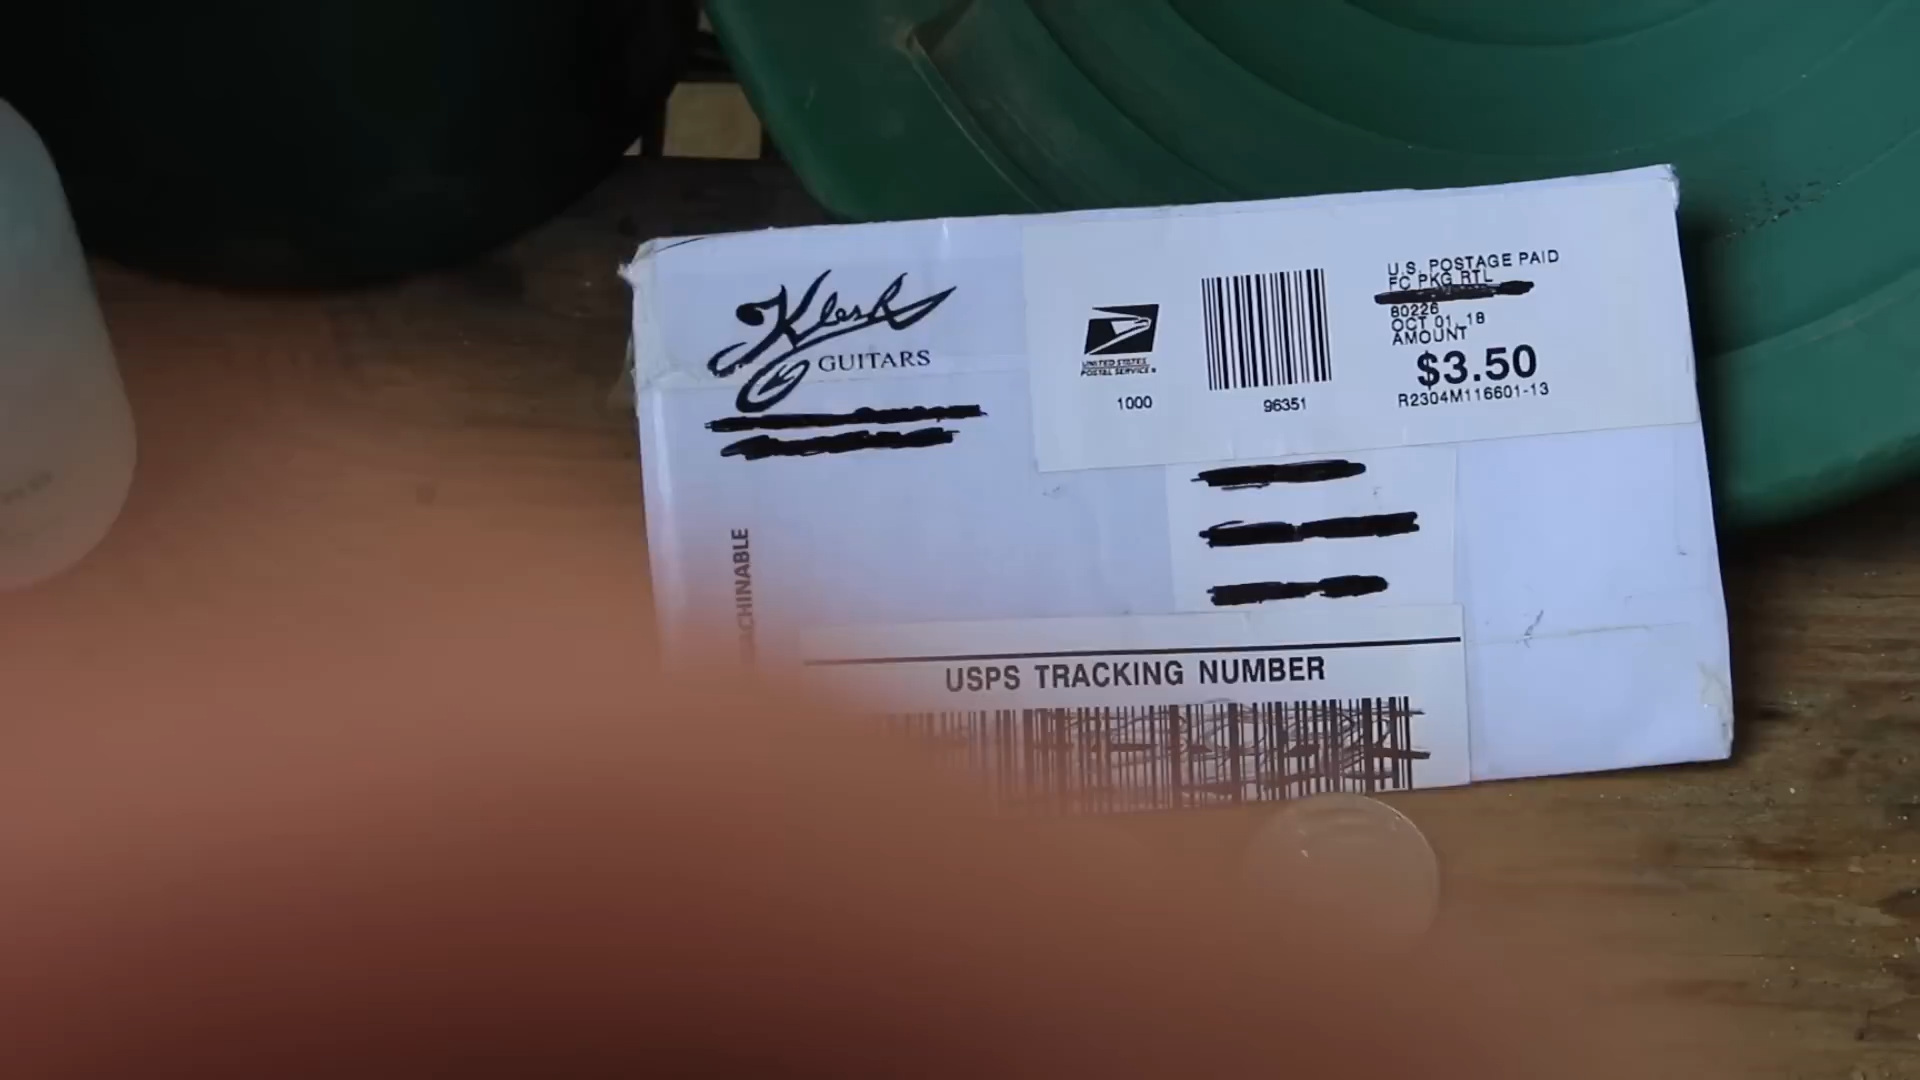 GUITARS
UNITED STATES
POSTAL SERVICE®
1000
96351
U.S. POSTAGE PAID
FC PKG RTL
80226
OCT 01, 18
AMOUNT
$3.50
R2304M116601-13
USPS TRACKING NUMBER